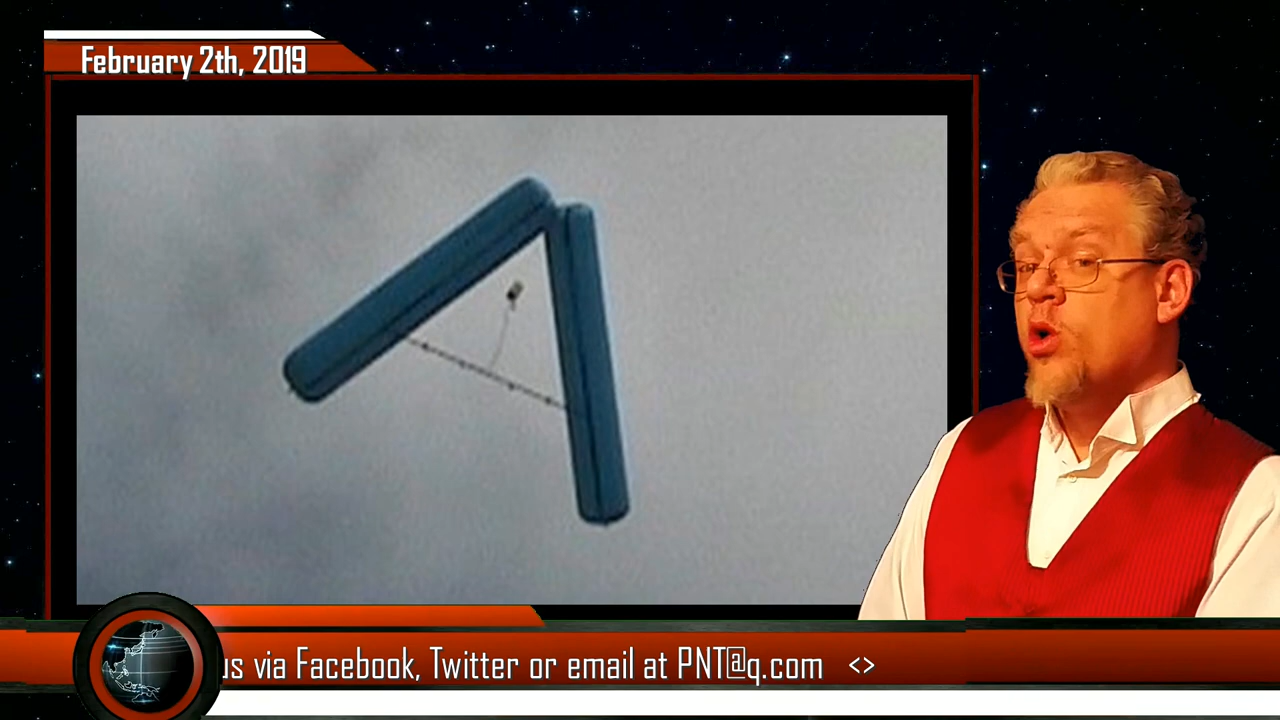 February 2th, 2019
us via Facebook, Twitter or email at PNT@q.com <>